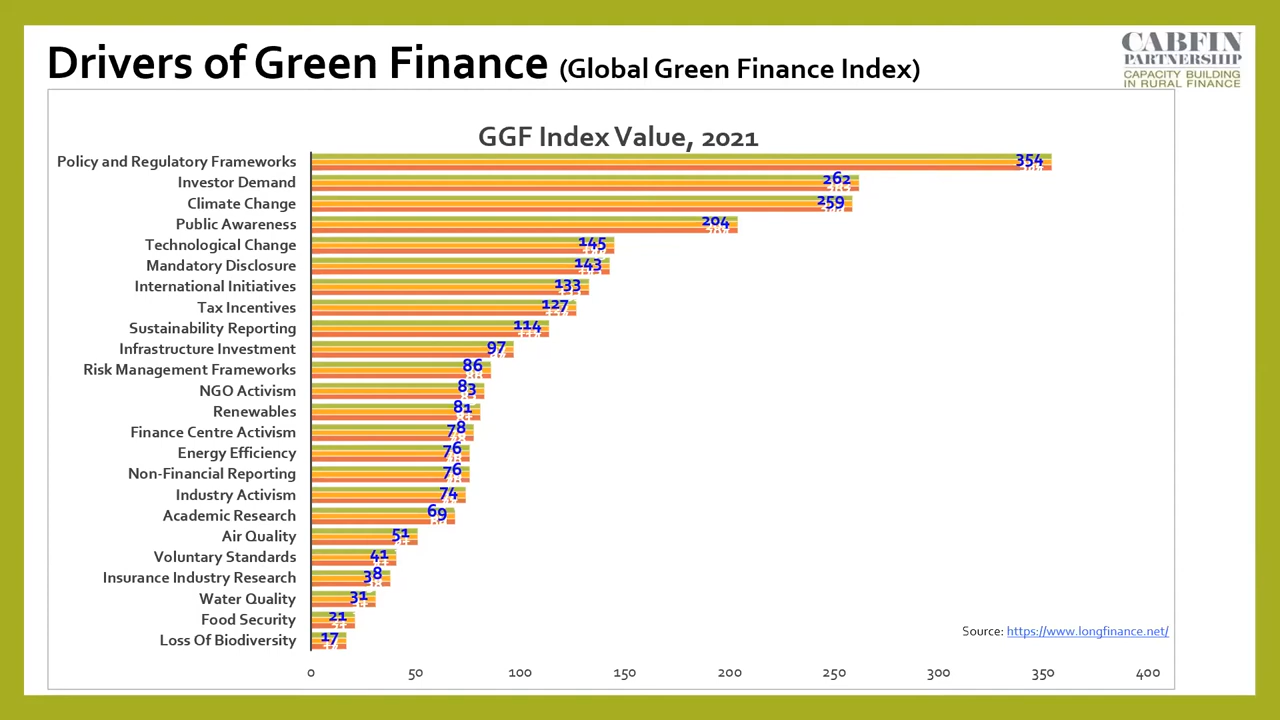 Drivers of Green Finance (Global Green Finance Index)
CABFIN
PARTNERSHIP
CAPACITY BUILDING
IN RURAL FINANCE
GGF Index Value, 2021
Policy and Regulatory Frameworks 354
Investor Demand 262
Climate Change 259
Public Awareness 204
Technological Change 145
Mandatory Disclosure 143
International Initiatives 133
Tax Incentives 127
Sustainability Reporting 114
Infrastructure Investment 97
Risk Management Frameworks 86
NGO Activism 83
Renewables 81
Finance Centre Activism 78
Energy Efficiency 76
Non-Financial Reporting 76
Industry Activism 74
Academic Research 69
Air Quality 51
Voluntary Standards 41
Insurance Industry Research 38
Water Quality 31
Food Security 21
Source: https://www.longfinance.net/
Loss Of Biodiversity 17
0 50 100 150 200 250 300 350 400